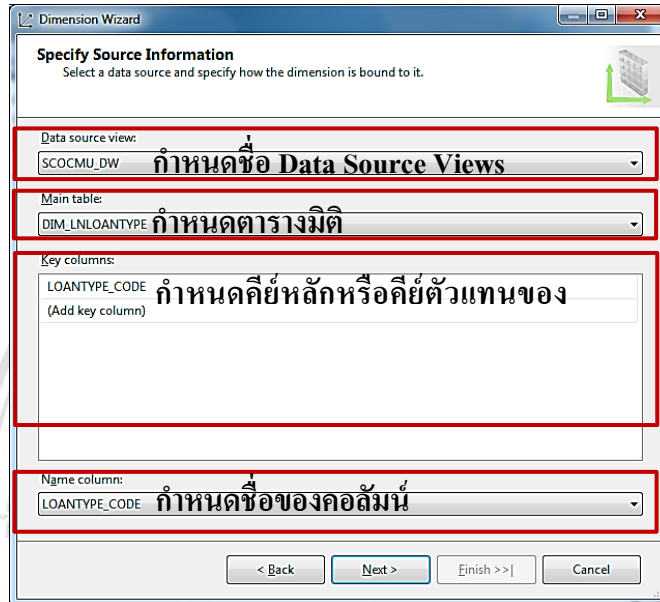 Dimension Wizard
Specify Source Information
Select a data source and specify how the dimension is bound to it.
Data source view:
SCOCMU_DW กำหนดชื่อ Data Source Views
Main table:
DIM_LNLOANTYPE กำหนดตารางมิติ
Key columns:
LOANTYPE_CODE กำหนดคีย์หลักหรือคีย์ตัวแทนของ
(Add key column)
Name column:
LOANTYPE_CODE กำหนดชื่อของคอลัมน์
< Back Next > Finish >>| Cancel